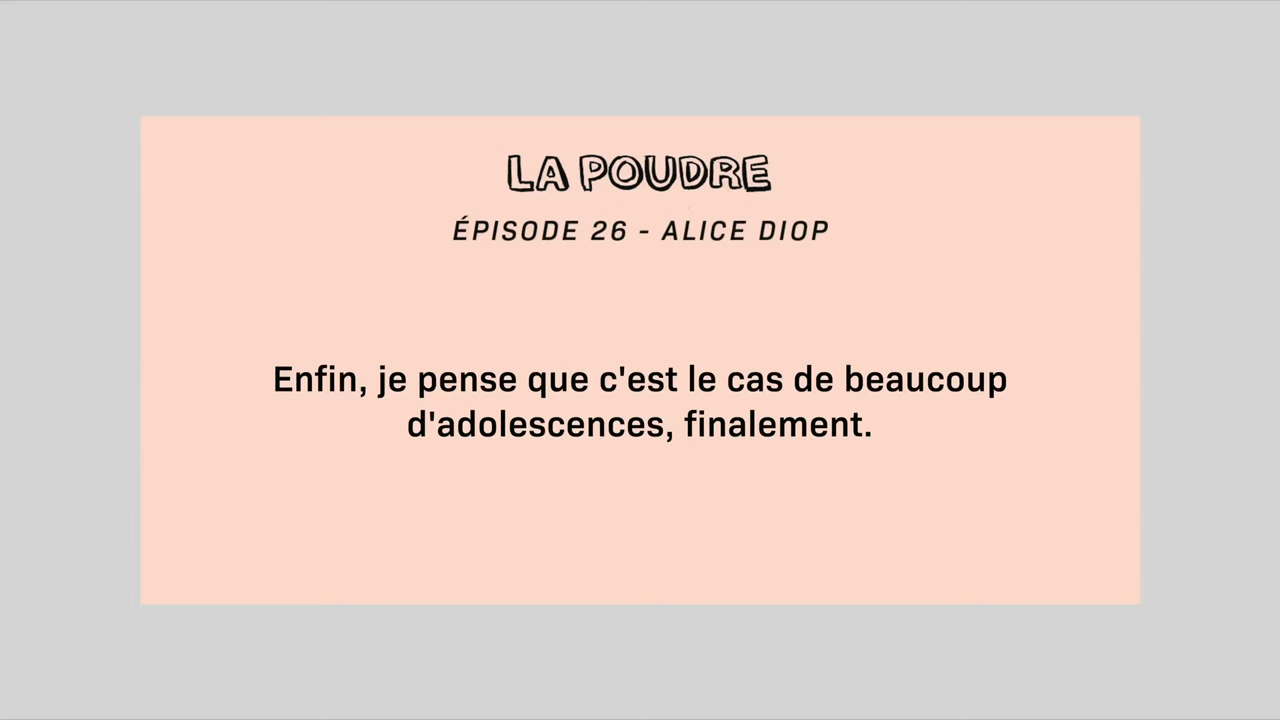 LA POUDRE
ÉPISODE 26 - ALICE DIOP
Enfin, je pense que c'est le cas de beaucoup
d'adolescences, finalement.